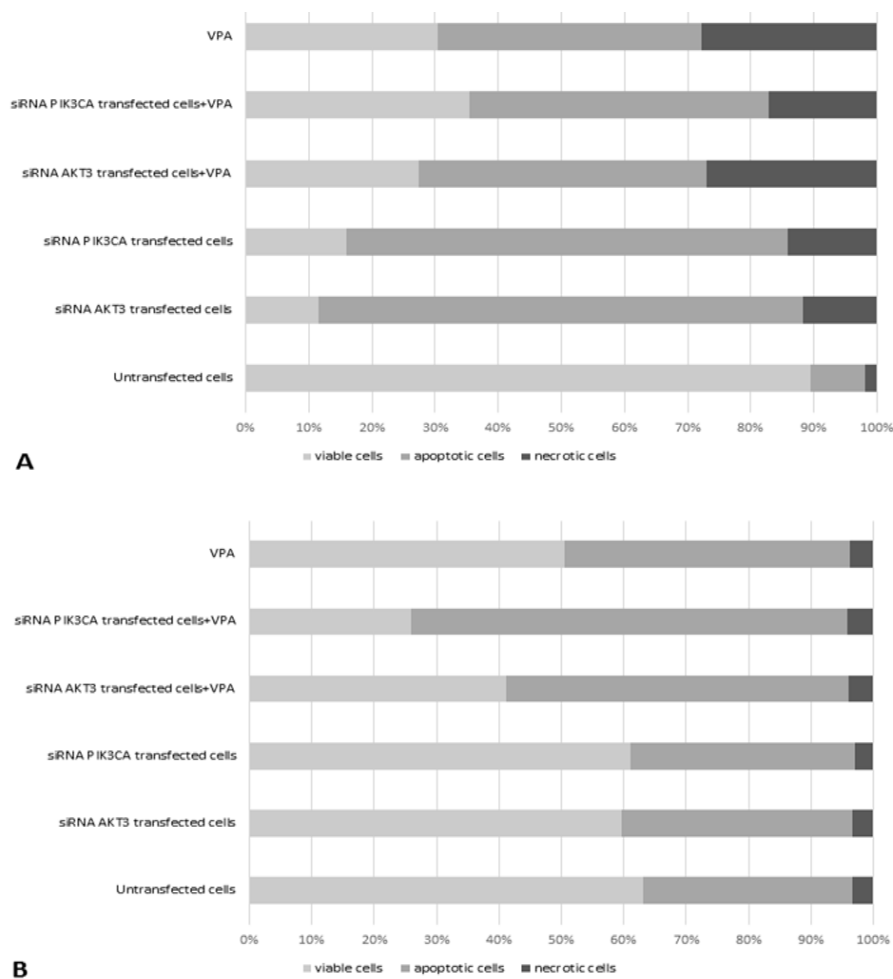 VPA
siRNA PIK3CA transfected cells+VPA
siRNA AKT3 transfected cells+VPA
siRNA PIK3CA transfected cells
siRNA AKT3 transfected cells
Untransfected cells
0% 10% 20% 30% 40% 50% 60% 70% 80% 90% 100%
A
viable cells apoptotic cells necrotic cells
VPA
siRNA PIK3CA transfected cells+VPA
siRNA AKT3 transfected cells+VPA
siRNA PIK3CA transfected cells
siRNA AKT3 transfected cells
Untransfected cells
0% 10% 20% 30% 40% 50% 60% 70% 80% 90% 100%
B
viable cells apoptotic cells necrotic cells